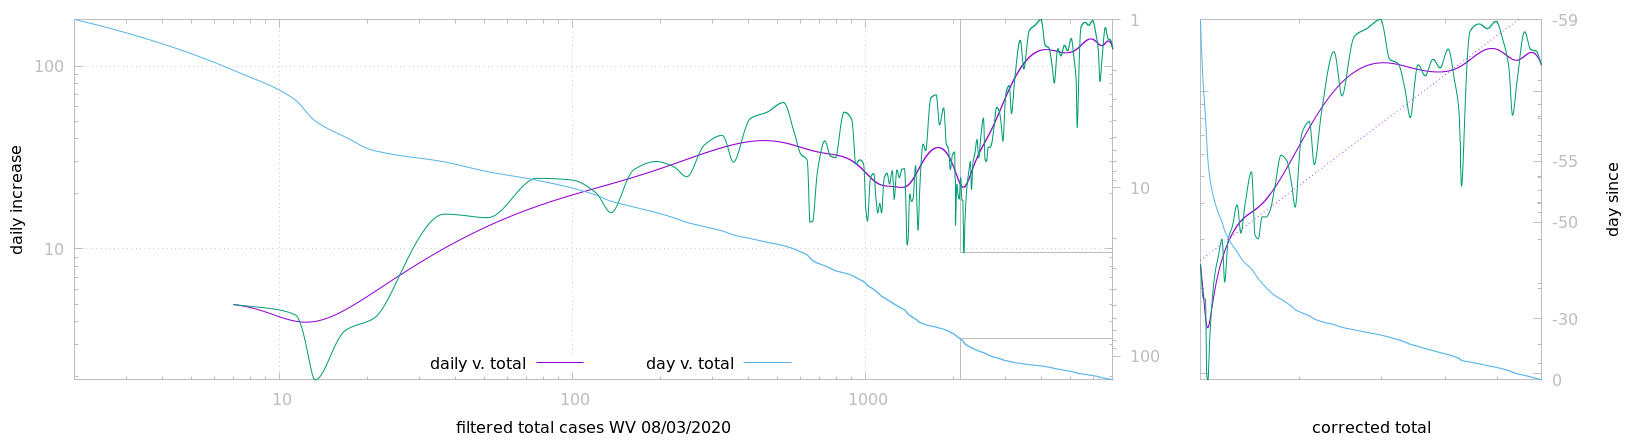 daily increase
100
10
daily v. total
day v. total
10
100
1000
1
10
100
filtered total cases WV 08/03/2020
-59
-55
-50
-30
0
day since
corrected total